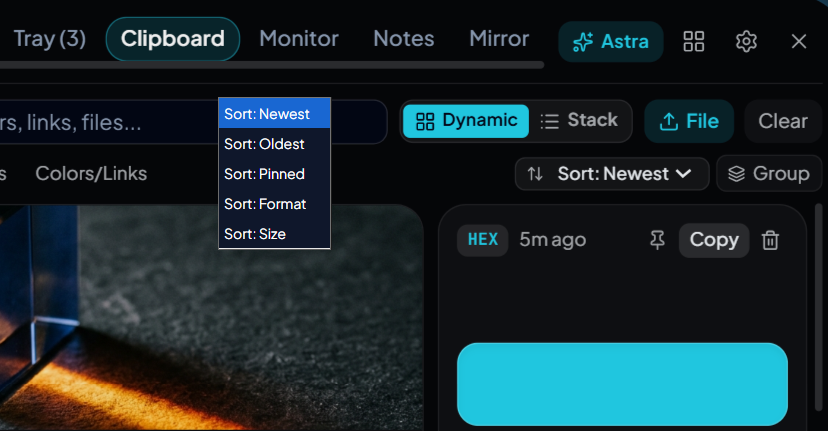 Tray (3) Clipboard Monitor Notes Mirror Astra
rs, links, files... Dynamic Stack File Clear
s Colors/Links Sort: Newest Group
Sort: Newest
Sort: Oldest
Sort: Pinned
Sort: Format
Sort: Size
HEX 5m ago Copy